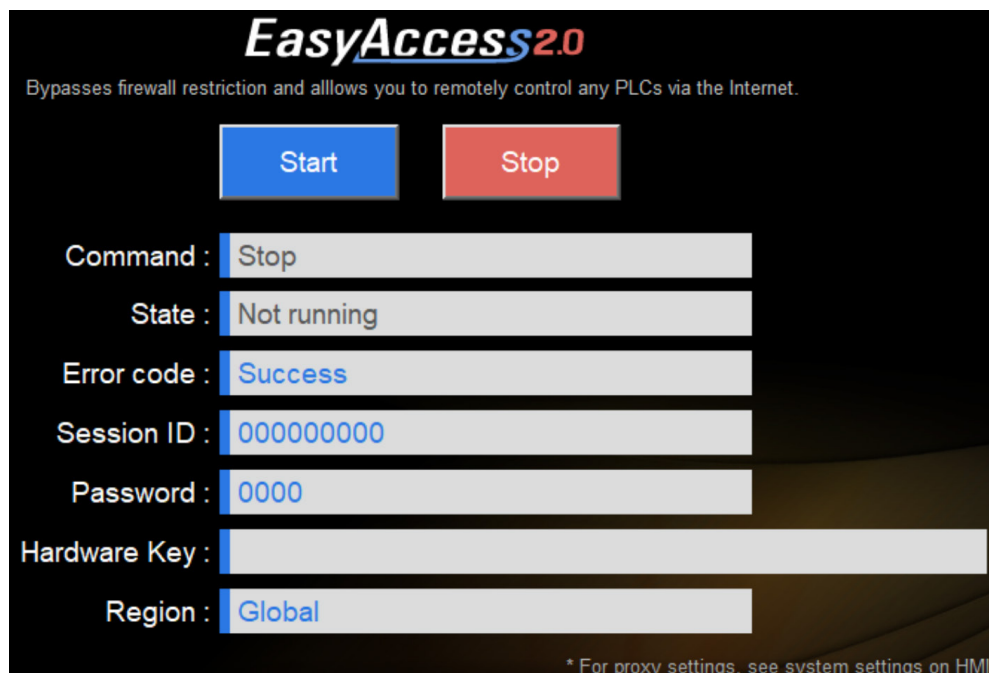 EasyAccess2.0
Bypasses firewall restriction and alllows you to remotely control any PLCs via the Internet.
Start Stop
Command : Stop
State : Not running
Error code : Success
Session ID : 000000000
Password : 0000
Hardware Key :
Region : Global
* For proxy settings, see system settings on HMI